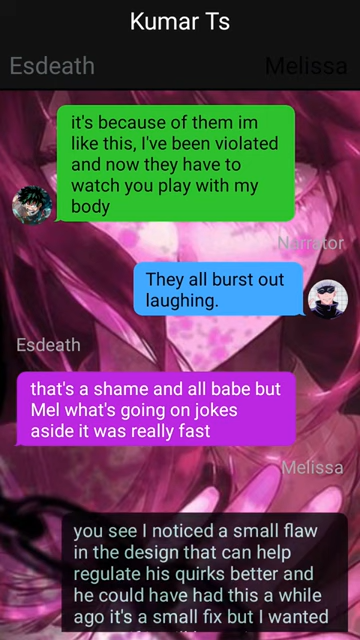 Kumar Ts
Esdeath
Melissa
it's because of them im
like this, I've been violated
and now they have to
watch you play with my
body
Narrator
They all burst out
laughing.
Esdeath
that's a shame and all babe but
Mel what's going on jokes
aside it was really fast
Melissa
you see I noticed a small flaw
in the design that can help
regulate his quirks better and
he could have had this a while
ago it's a small fix but I wanted